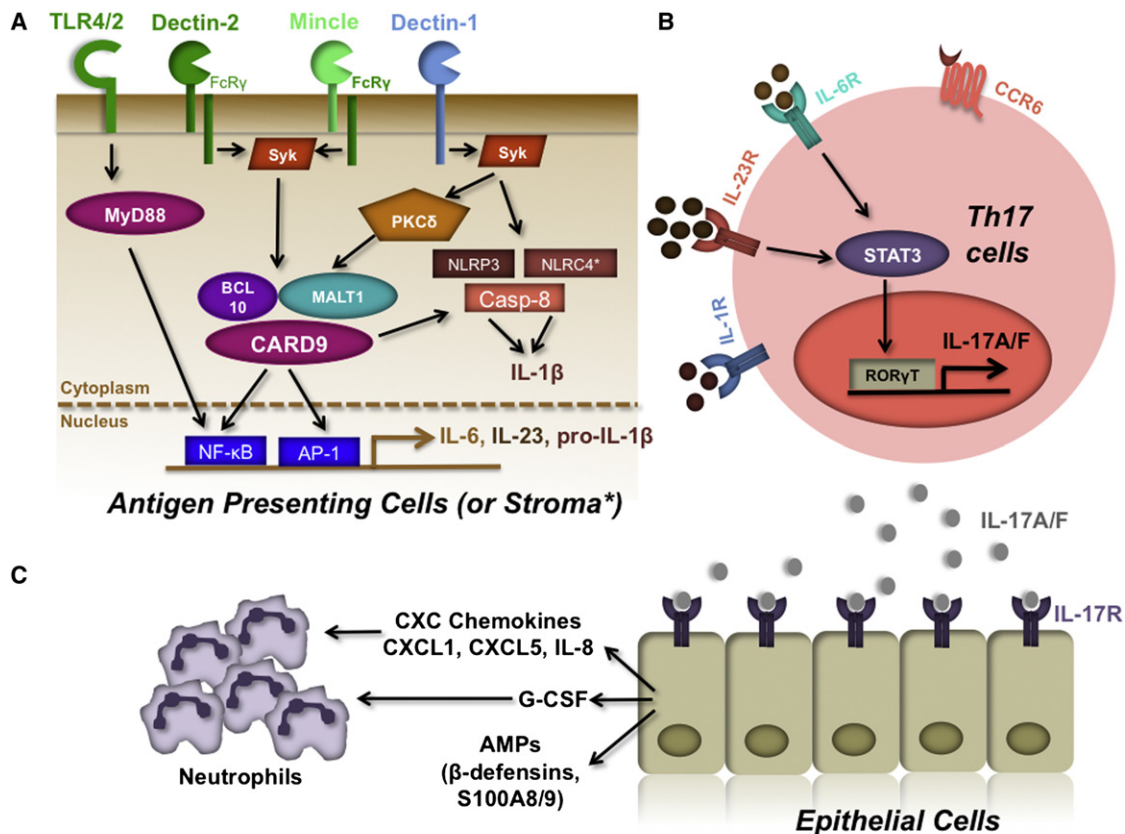 A
TLR4/2
Dectin-2
Mincle
Dectin-1
FcRγ
FcRγ
Syk
Syk
MyD88
PKCδ
NLRP3
NLRC4*
BCL
10
MALT1
Casp-8
CARD9
IL-1β
Cytoplasm
Nucleus
NF-κB
AP-1
IL-6, IL-23, pro-IL-1β
Antigen Presenting Cells (or Stroma*)
B
IL-6R
CCR6
IL-23R
Th17
cells
STAT3
IL-1R
IL-17A/F
RORγT
C
IL-17A/F
IL-17R
CXC Chemokines
CXCL1, CXCL5, IL-8
G-CSF
AMPs
(β-defensins,
S100A8/9)
Neutrophils
Epithelial Cells